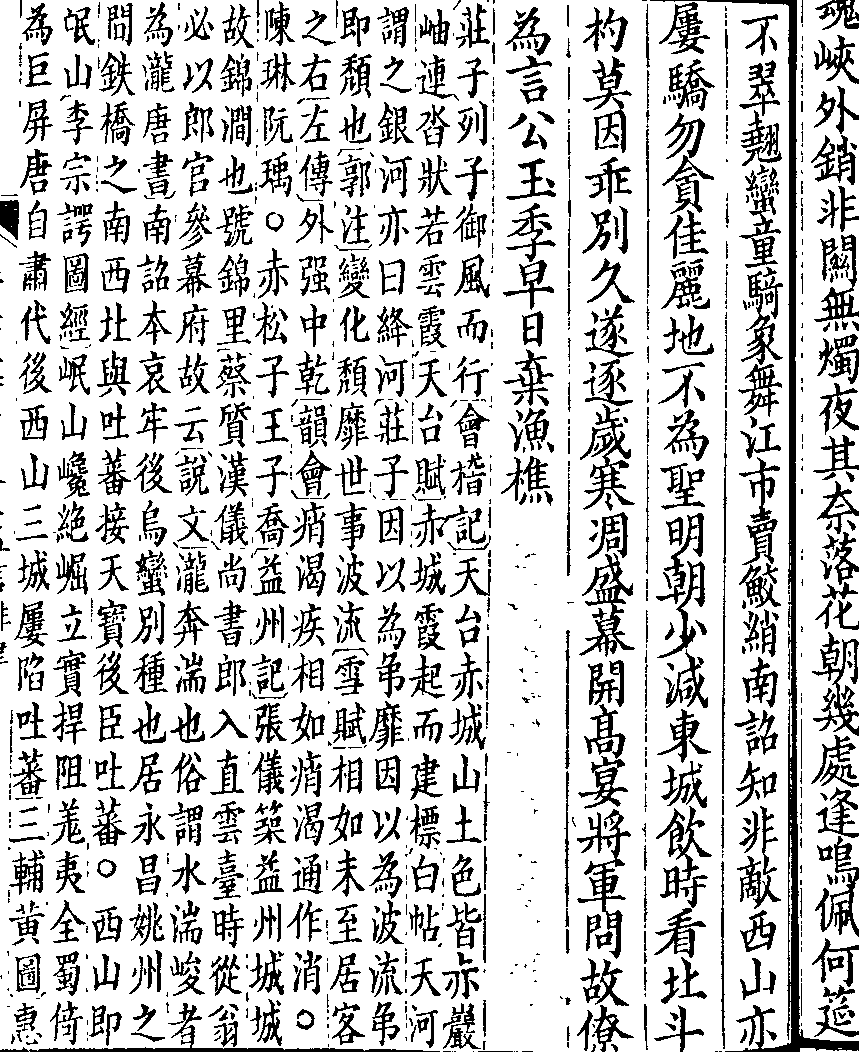 魂峽外銷非關無燭夜其奈落花朝幾處逢鳴佩何筵
不翠翹蠻童騎象舞江市賣鮫綃南詔知非敵西山亦
屢驕勿貪佳麗地不為聖明朝少減東城飲時看北斗
杓莫因乖別久遂逐歲寒凋盛幕開高宴將軍問故僚
為言公玉季早日棄漁樵
莊子列子御風而行會稽記天台赤城山土色皆赤巖
岫連沓狀若雲霞天台賦赤城霞起而建標白帖天河
謂之銀河亦曰絳河莊子因以為弟靡因以為波流弟
即頹也郭注變化頹靡世事波流雪賦相如末至居客
之右左傳外强中乾韻會痟渴疾相如痟渴通作消○
陳琳阮瑀○赤松子王子喬益州記張儀築益州城城
故錦澗也號錦里蔡質漢儀尚書郎入直雲臺時從翁
必以郎官參幕府故云說文瀧奔湍也俗謂水湍峻者
為瀧唐書南詔本哀牢後烏蠻別種也居永昌姚州之
間鉄橋之南西北與吐蕃接天寶後臣吐蕃○西山即
氓山李宗諤圖經岷山巉絶崛立實捍阻羗夷全蜀倚
為巨屏唐自肅代後西山三城屢陷吐蕃三輔黃圖惠